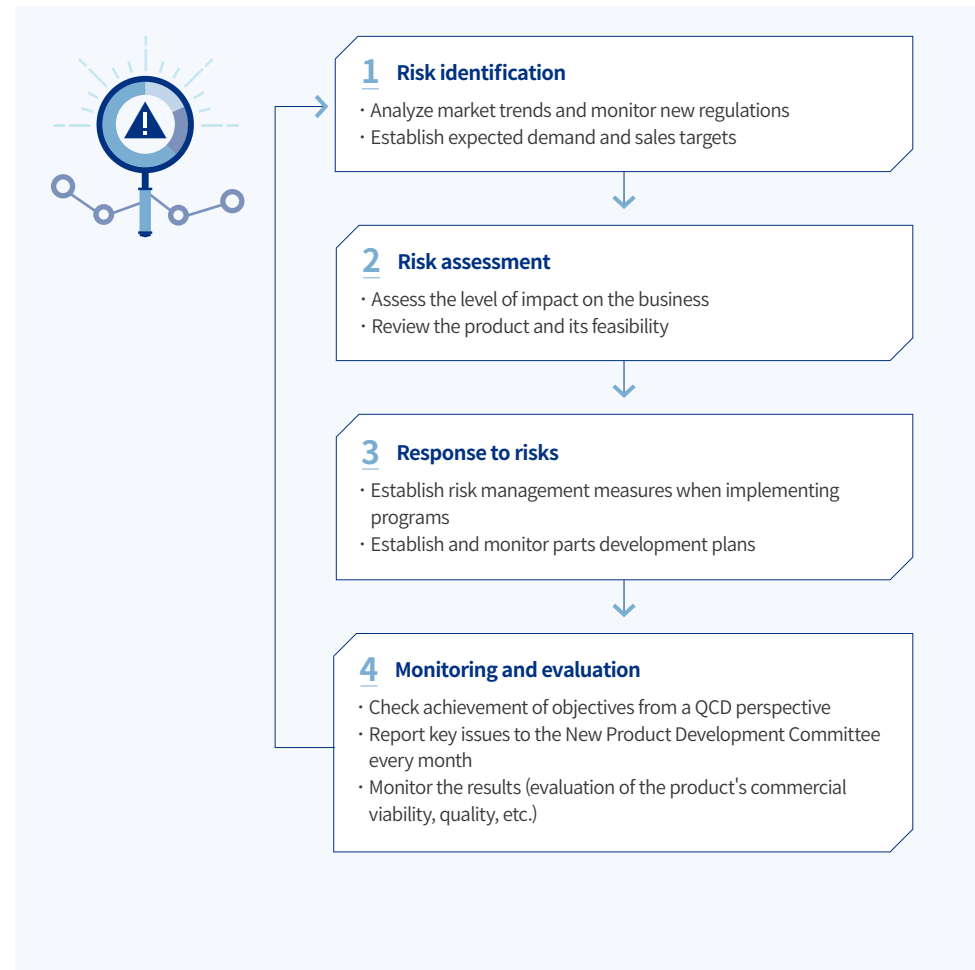 1 Risk identification
· Analyze market trends and monitor new regulations
· Establish expected demand and sales targets
2 Risk assessment
· Assess the level of impact on the business
· Review the product and its feasibility
3 Response to risks
· Establish risk management measures when implementing
programs
· Establish and monitor parts development plans
4 Monitoring and evaluation
· Check achievement of objectives from a QCD perspective
· Report key issues to the New Product Development Committee
every month
· Monitor the results (evaluation of the product's commercial
viability, quality, etc.)